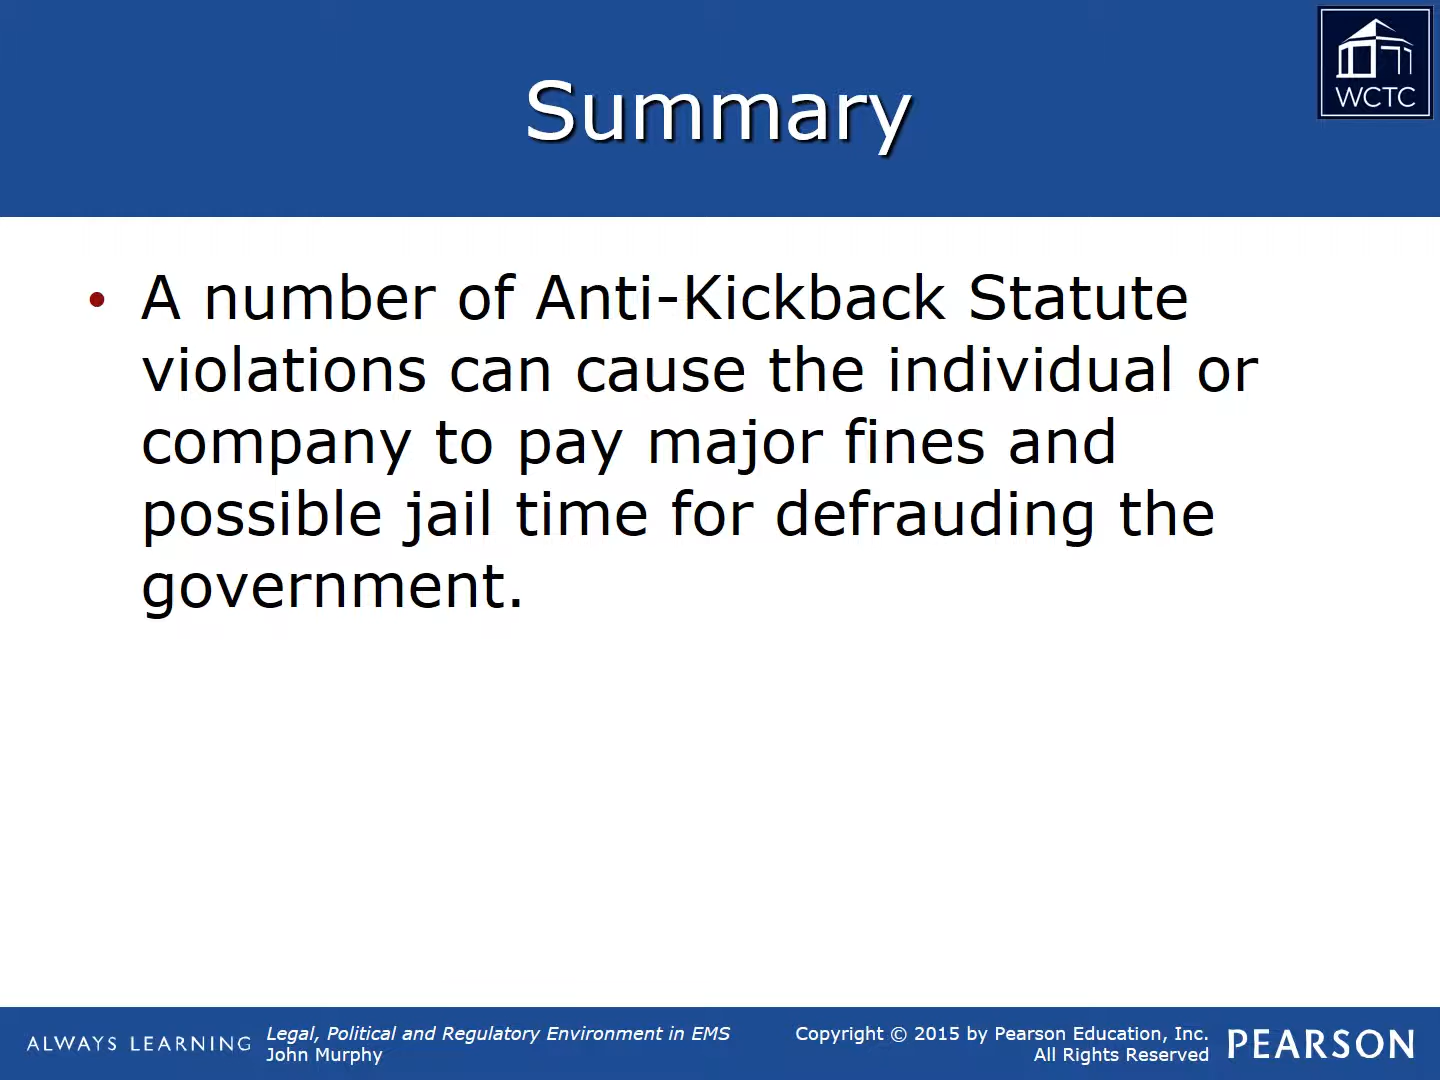 WCTC
Summary
• A number of Anti-Kickback Statute
violations can cause the individual or
company to pay major fines and
possible jail time for defrauding the
government.
ALWAYS LEARNING
Legal, Political and Regulatory Environment in EMS
John Murphy
Copyright © 2015 by Pearson Education, Inc.
All Rights Reserved
PEARSON